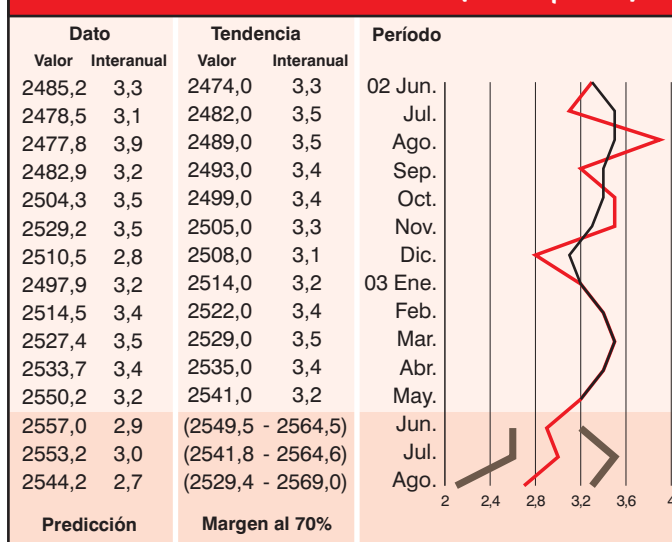 Dato Tendencia Período
Valor Interanual Valor Interanual
2485,2 3,3 2474,0 3,3 02 Jun.
2478,5 3,1 2482,0 3,5 Jul.
2477,8 3,9 2489,0 3,5 Ago.
2482,9 3,2 2493,0 3,4 Sep.
2504,3 3,5 2499,0 3,4 Oct.
2529,2 3,5 2505,0 3,3 Nov.
2510,5 2,8 2508,0 3,1 Dic.
2497,9 3,2 2514,0 3,2 03 Ene.
2514,5 3,4 2522,0 3,4 Feb.
2527,4 3,5 2529,0 3,5 Mar.
2533,7 3,4 2535,0 3,4 Abr.
2550,2 3,2 2541,0 3,2 May.
2557,0 2,9 (2549,5 - 2564,5) Jun.
2553,2 3,0 (2541,8 - 2564,6) Jul.
2544,2 2,7 (2529,4 - 2569,0) Ago.
2 2,4 2,8 3,2 3,6 4
Predicción Margen al 70%